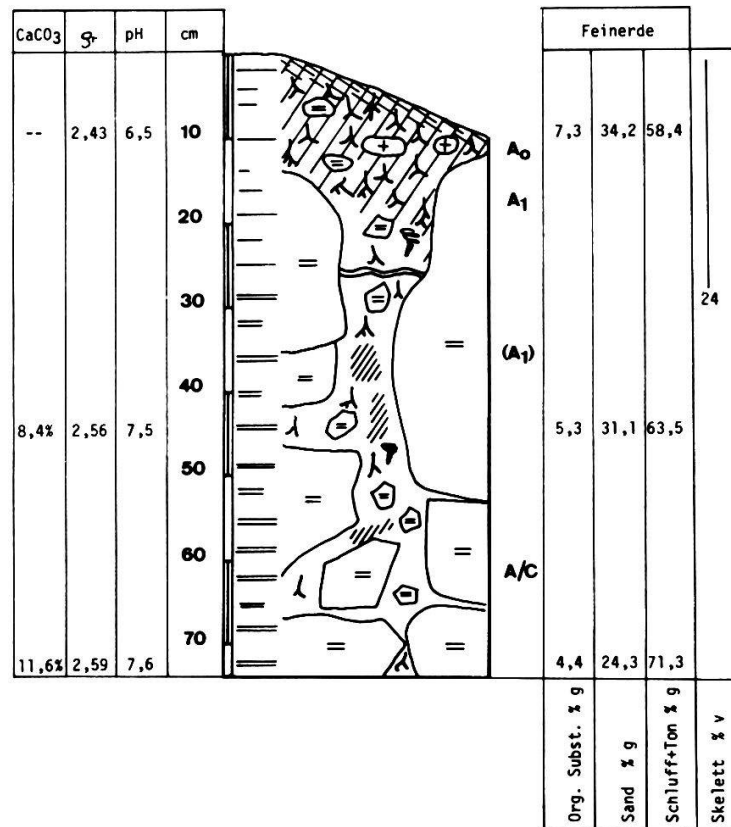 CaCO3 ϱr pH cm Feinerde
-- 2,43 6,5 10 A0 7,3 34,2 58,4
A1
20
24
30
(A1)
40
8,4% 2,56 7,5 5,3 31,1 63,5
50
60
A/C
70
11,6% 2,59 7,6 4,4 24,3 71,3
Org. Subst. % g
Sand % g
Schluff+Ton % g
Skelett % v